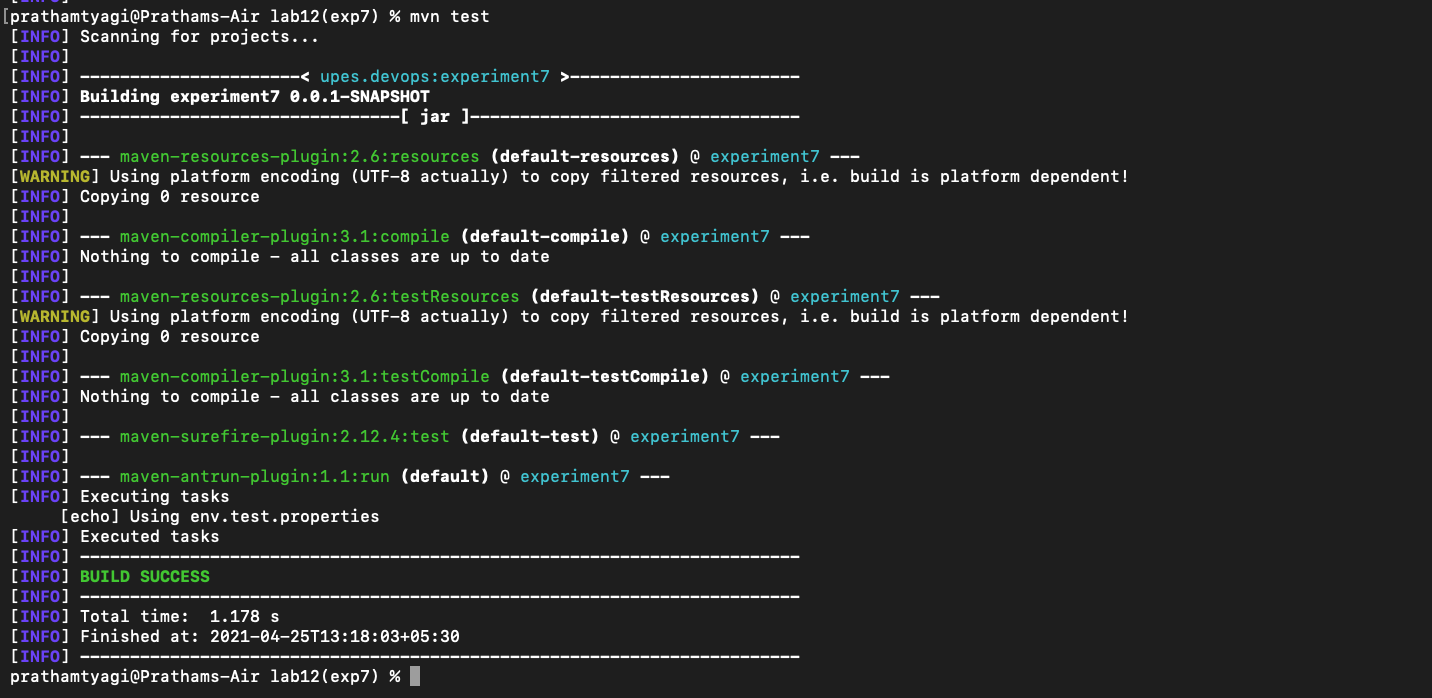 [prathamtyagi@Prathams-Air lab12(exp7) % mvn test
[INFO] Scanning for projects...
[INFO]
[INFO] ----------------------< upes.devops:experiment7 >-----------------------
[INFO] Building experiment7 0.0.1-SNAPSHOT
[INFO] --------------------------------[ jar ]---------------------------------
[INFO]
[INFO] --- maven-resources-plugin:2.6:resources (default-resources) @ experiment7 ---
[WARNING] Using platform encoding (UTF-8 actually) to copy filtered resources, i.e. build is platform dependent!
[INFO] Copying 0 resource
[INFO]
[INFO] --- maven-compiler-plugin:3.1:compile (default-compile) @ experiment7 ---
[INFO] Nothing to compile - all classes are up to date
[INFO]
[INFO] --- maven-resources-plugin:2.6:testResources (default-testResources) @ experiment7 ---
[WARNING] Using platform encoding (UTF-8 actually) to copy filtered resources, i.e. build is platform dependent!
[INFO] Copying 0 resource
[INFO]
[INFO] --- maven-compiler-plugin:3.1:testCompile (default-testCompile) @ experiment7 ---
[INFO] Nothing to compile - all classes are up to date
[INFO]
[INFO] --- maven-surefire-plugin:2.12.4:test (default-test) @ experiment7 ---
[INFO]
[INFO] --- maven-antrun-plugin:1.1:run (default) @ experiment7 ---
[INFO] Executing tasks
     [echo] Using env.test.properties
[INFO] Executed tasks
[INFO] ------------------------------------------------------------------------
[INFO] BUILD SUCCESS
[INFO] ------------------------------------------------------------------------
[INFO] Total time:  1.178 s
[INFO] Finished at: 2021-04-25T13:18:03+05:30
[INFO] ------------------------------------------------------------------------
prathamtyagi@Prathams-Air lab12(exp7) %